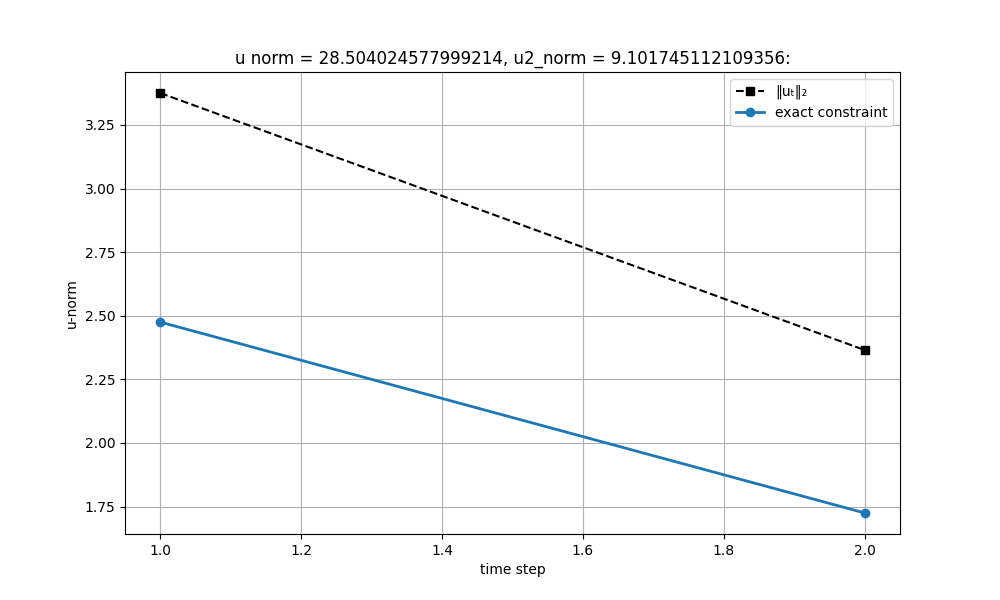 u norm = 28.504024577999214, u2_norm = 9.101745112109356:
‖uₜ‖₂
exact constraint
u-norm
3.25
3.00
2.75
2.50
2.25
2.00
1.75
1.0 1.2 1.4 1.6 1.8 2.0
time step